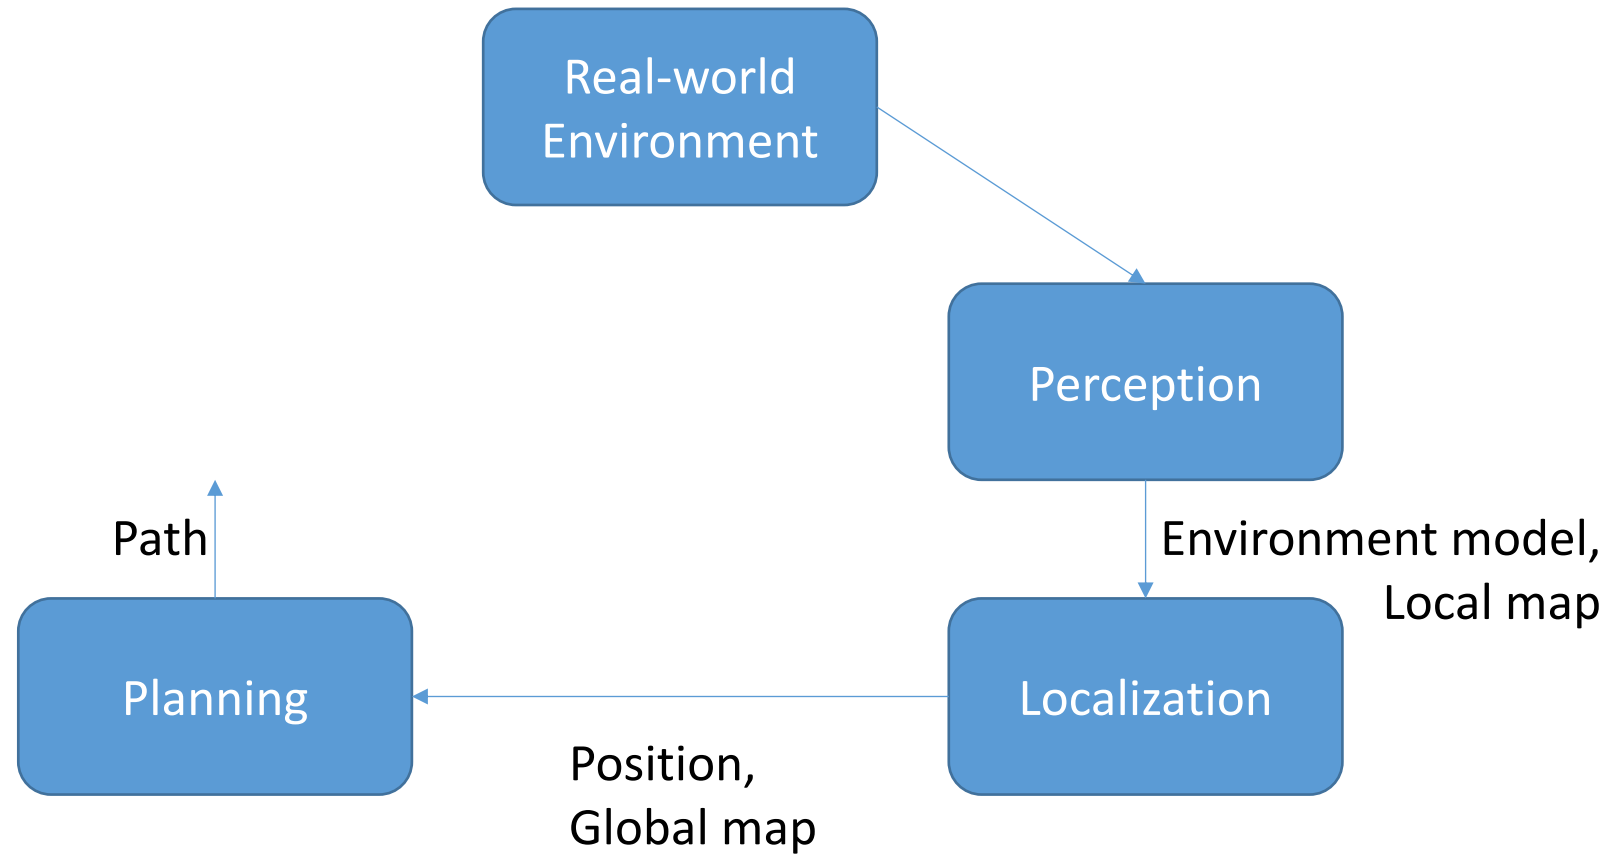 Real-world
Environment
Perception
Path
Environment model,
Local map
Planning
Localization
Position,
Global map